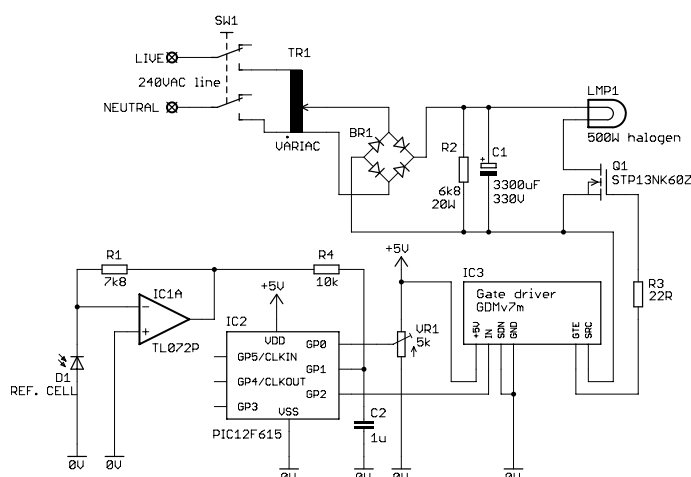 SW1
LIVE
240VAC line
NEUTRAL
TR1
VARIAC
BR1
R2
6k8
20W
C1
+
3300uF
330V
LMP1
500W halogen
Q1
STP13NK60Z
R1
7k8
IC1A
-
+
TL072P
D1
REF. CELL
0V
0V
R4
10k
+5V
IC2
VDD
GP5/CLKIN
GP4/CLKOUT
GP3
GP0
GP1
GP2
VSS
PIC12F615
0V
C2
1u
0V
+5V
VR1
5k
0V
IC3
Gate driver
GDMv7m
+5V
IN
SDN
GND
GTE
SRC
0V
R3
22R